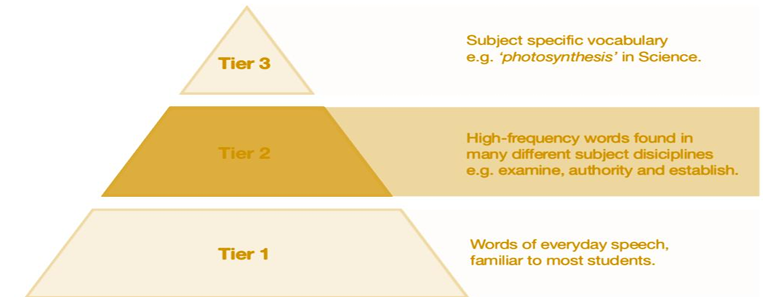 Tier 3
Subject specific vocabulary
e.g. ‘photosynthesis’ in Science.
Tier 2
High-frequency words found in
many different subject disiciplines
e.g. examine, authority and establish.
Tier 1
Words of everyday speech,
familiar to most students.